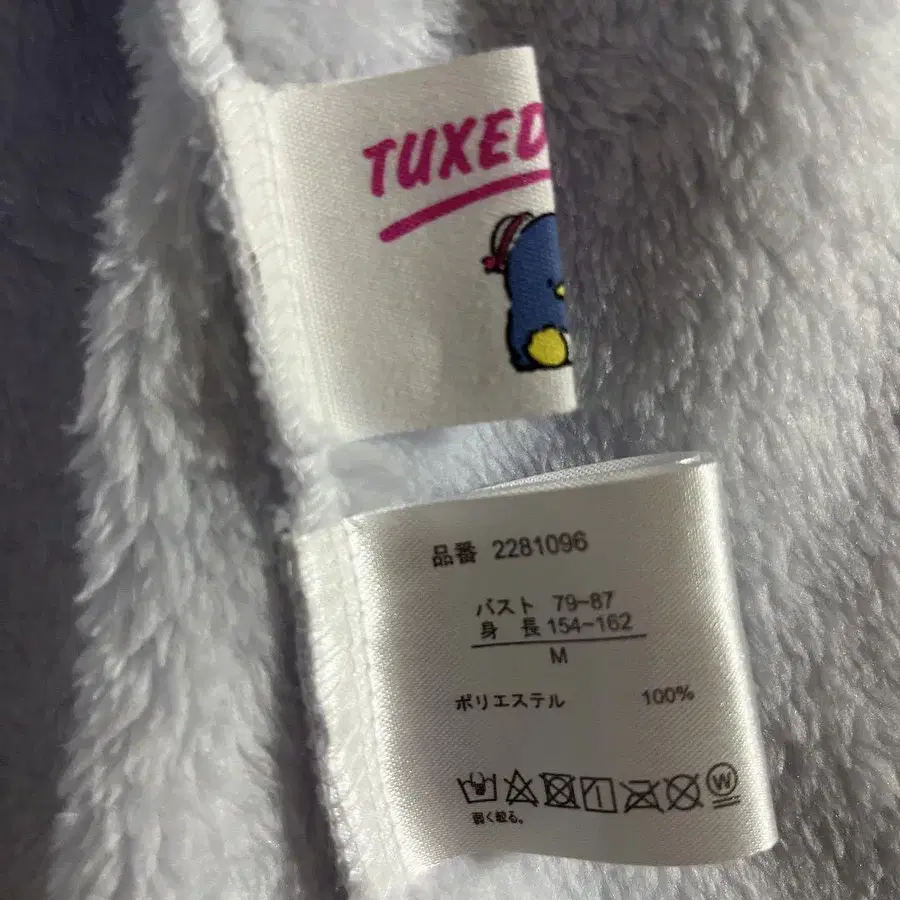 TUXED
品番 2281096
バスト 79~87
身 長 154~162
M
ポリエステル 100%
W
弱く絞る。